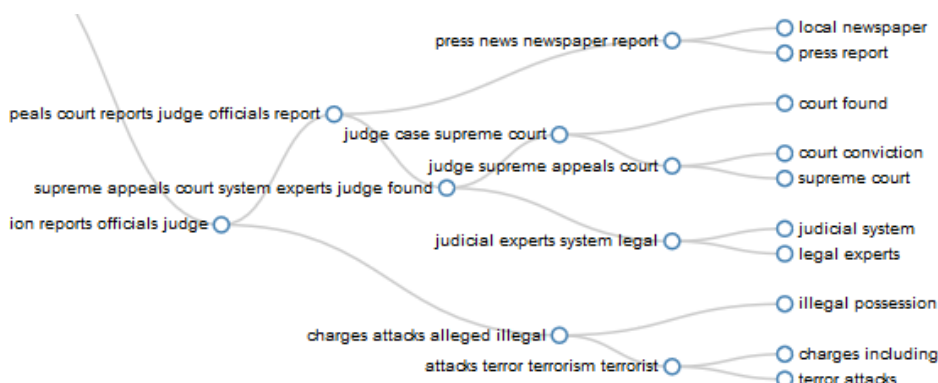 local newspaper
press news newspaper report
press report
court found
peals court reports judge officials report
judge case supreme court
court conviction
judge supreme appeals court
supreme court
supreme appeals court system experts judge found
ion reports officials judge
judicial system
judicial experts system legal
legal experts
illegal possession
charges attacks alleged illegal
charges including
attacks terror terrorism terrorist
terror attacks